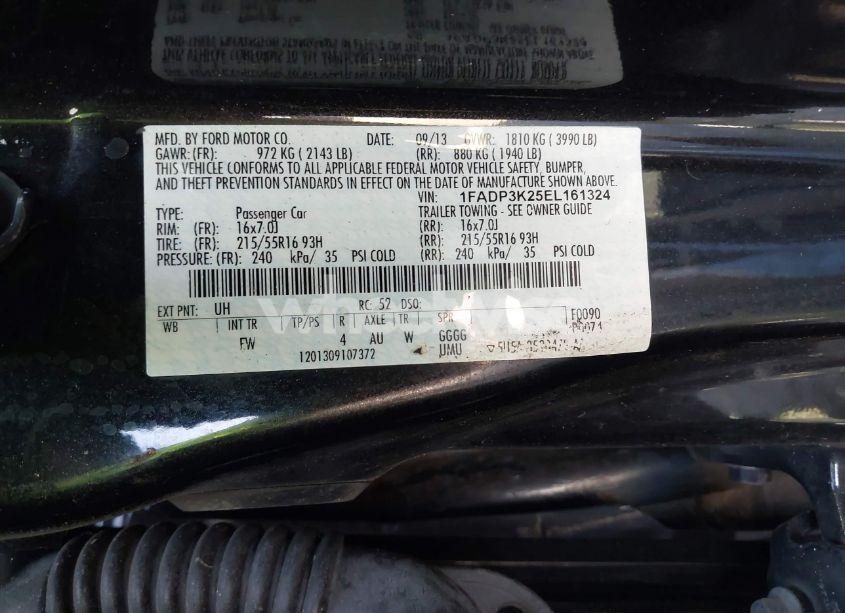 MFD. BY FORD MOTOR CO. DATE: 09/13 GVWR: 1810 KG ( 3990 LB)
GAWR: (FR): 972 KG ( 2143 LB) (RR): 880 KG ( 1940 LB)
THIS VEHICLE CONFORMS TO ALL APPLICABLE FEDERAL MOTOR VEHICLE SAFETY, BUMPER,
AND THEFT PREVENTION STANDARDS IN EFFECT ON THE DATE OF MANUFACTURE SHOWN ABOVE.
VIN: 1FADP3K25EL161324
TYPE: Passenger Car TRAILER TOWING - SEE OWNER GUIDE
RIM: (FR) 16x7.0J (RR): 16x7.0J
TIRE: (FR) 215/55R16 93H (RR): 215/55R16 93H
PRESSURE: (FR): 240 kPa/ 35 PSI COLD (RR): 240 kPa/ 35 PSI COLD
EXT PNT: UH RC: 52 DSO: F0090
WB INT TR TP/PS R AXLE TR SPR
FW 4 AU W GGGG
1201309107372 UMU